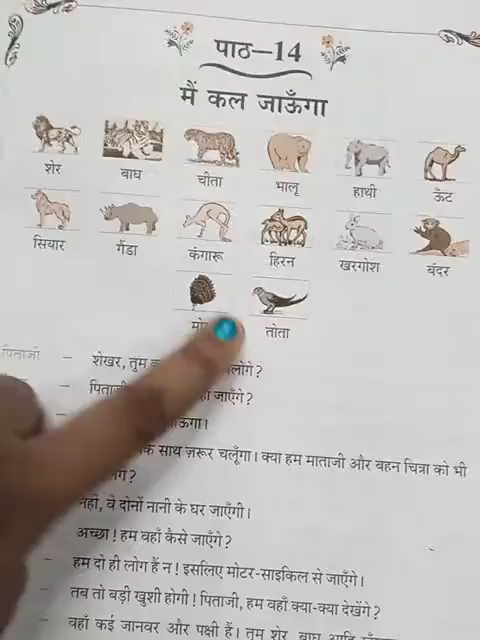 पाठ–14
मैं कल जाऊँगा
शेर बाघ चीता भालू हाथी ऊँट
सियार गैंडा कंगारू हिरन खरगोश बंदर
तोता
पिताजी – शेखर, तुम
– पिताजी जाएँगे?
–
साथ ज़रूर चलूँगा। क्या हम माताजी और बहन चित्रा को भी
नहीं, वे दोनों नानी के घर जाएँगी।
अच्छा! हम वहाँ कैसे जाएँगे?
– हम दो ही लोग हैं न! इसलिए मोटर-साइकिल से जाएँगे।
– तब तो बड़ी खुशी होगी! पिताजी, हम वहाँ क्या-क्या देखेंगे?
– वहाँ कई जानवर और पक्षी हैं। तुम शेर, बाघ आदि